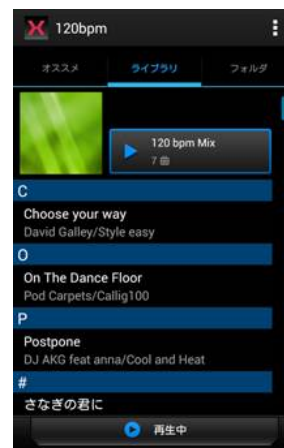 120bpm
オススメ
ライブラリ
フォルダ
120 bpm Mix
7 曲
C
Choose your way
David Galley/Style easy
O
On The Dance Floor
Pod Carpets/Callig100
P
Postpone
DJ AKG feat anna/Cool and Heat
#
さなぎの君に
再生中